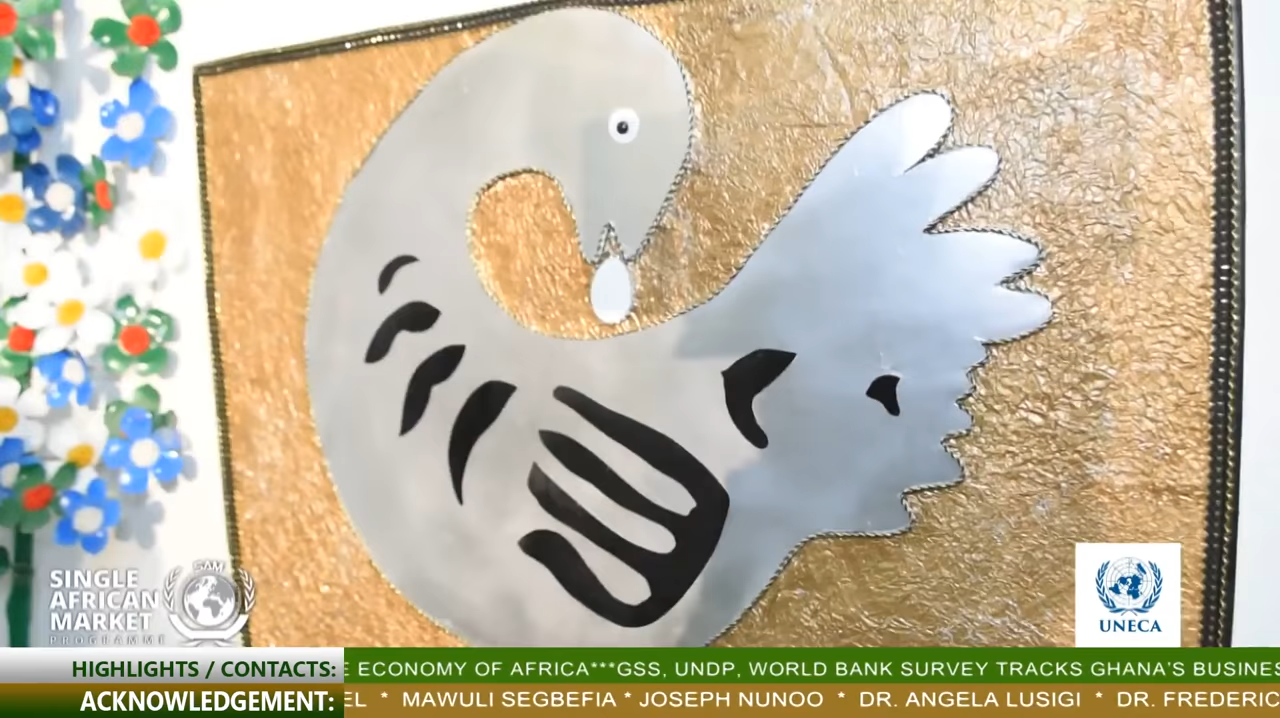 SAM
SINGLE
AFRICAN
MARKET
PROGRAMME
UNECA
HIGHLIGHTS / CONTACTS:
E ECONOMY OF AFRICA***GSS, UNDP, WORLD BANK SURVEY TRACKS GHANA'S BUSINES
ACKNOWLEDGEMENT:
EL * MAWULI SEGBEFIA * JOSEPH NUNOO * DR. ANGELA LUSIGI * DR. FREDERIC